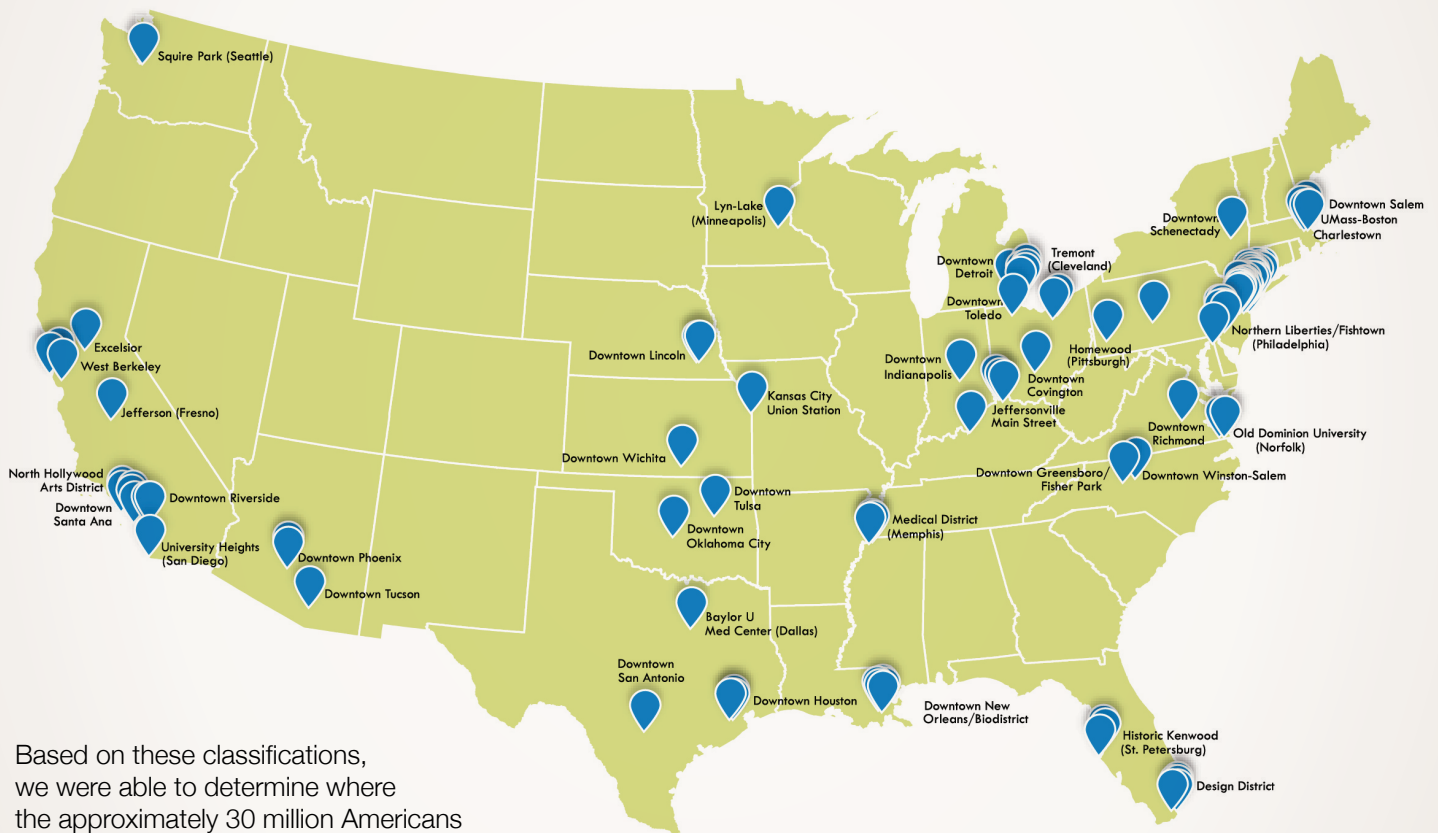 Squire Park (Seattle)
Lyn-Lake
(Minneapolis)
Downtown
Schenectady
Downtown Salem
UMass-Boston
Charlestown
Downtown
Detroit
Tremont
(Cleveland)
Downtown
Toledo
Northern Liberties/Fishtown
(Philadelphia)
Homewood
(Pittsburgh)
Excelsior
West Berkeley
Jefferson (Fresno)
Downtown Lincoln
Downtown
Indianapolis
Downtown
Covington
Kansas City
Union Station
Jeffersonville
Main Street
Downtown
Richmond
Old Dominion University
(Norfolk)
Downtown Wichita
Downtown Greensboro/
Fisher Park
Downtown Winston-Salem
North Hollywood
Arts District
Downtown Riverside
Downtown
Santa Ana
Downtown
Tulsa
Downtown
Oklahoma City
Medical District
(Memphis)
University Heights
(San Diego)
Downtown Phoenix
Downtown Tucson
Baylor U
Med Center (Dallas)
Downtown
San Antonio
Downtown Houston
Downtown New
Orleans/Biodistrict
Historic Kenwood
(St. Petersburg)
Design District
Based on these classifications,
we were able to determine where
the approximately 30 million Americans